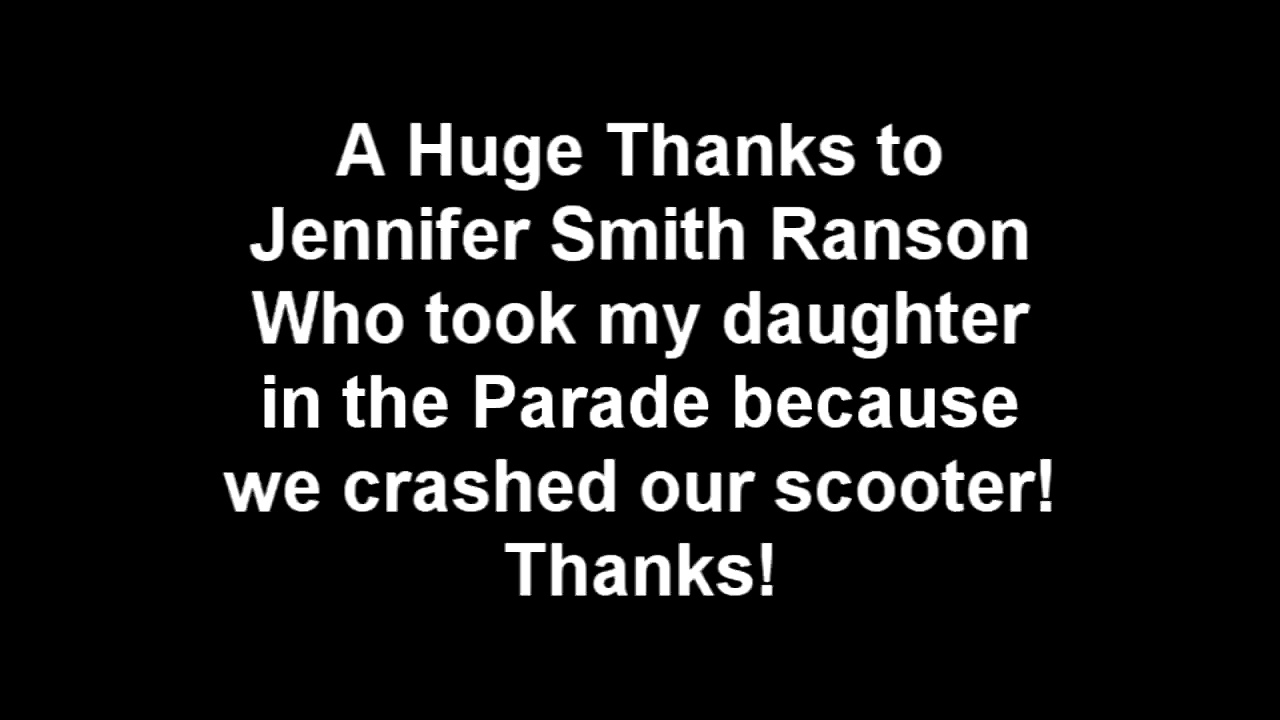 A Huge Thanks to
Jennifer Smith Ranson
Who took my daughter
in the Parade because
we crashed our scooter!
Thanks!